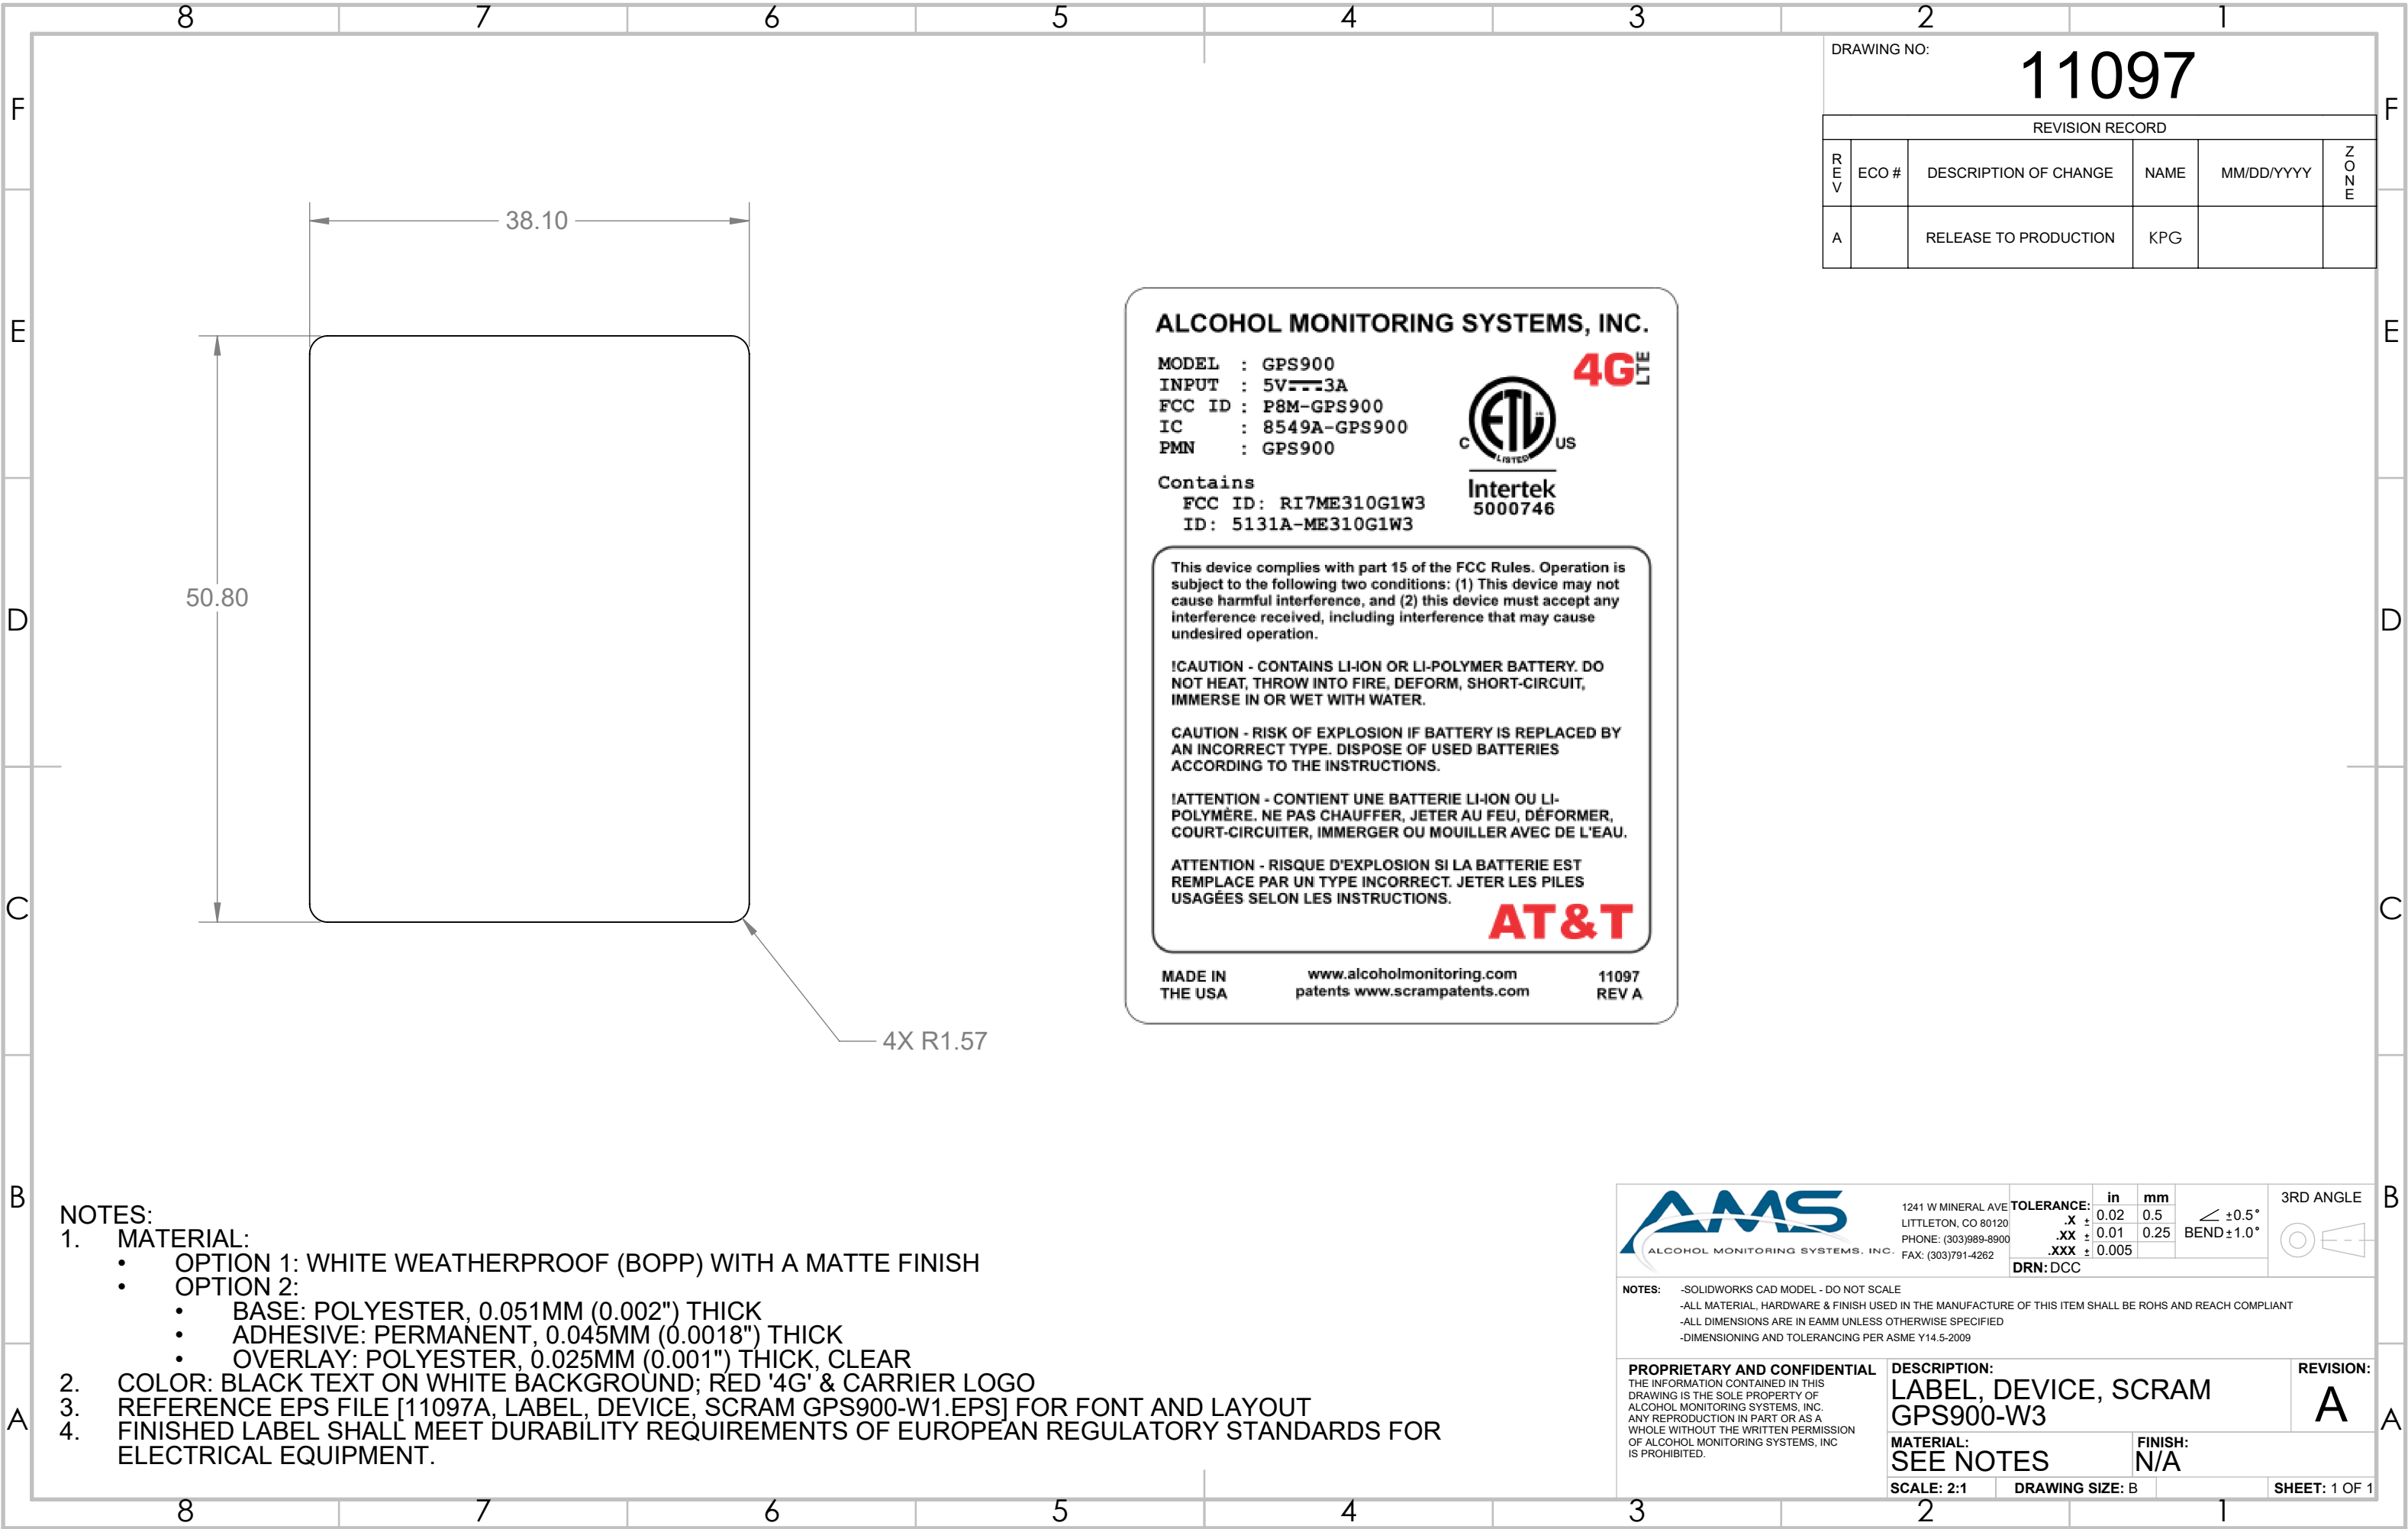 8 7 6 5 4 3 2 1
DRAWING NO:
11097
REVISION RECORD
REV ECO # DESCRIPTION OF CHANGE NAME MM/DD/YYYY ZONE
A RELEASE TO PRODUCTION KPG
F F
E E
D D
C C
B B
A A
38.10
50.80
4X R1.57
ALCOHOL MONITORING SYSTEMS, INC.
4G LTE
MODEL : GPS900
INPUT : 5V⎓3A
FCC ID : P8M-GPS900
IC : 8549A-GPS900
PMN : GPS900
ETL
C US
LISTED
Intertek
5000746
Contains
FCC ID: RI7ME310G1W3
ID: 5131A-ME310G1W3
This device complies with part 15 of the FCC Rules. Operation is
subject to the following two conditions: (1) This device may not
cause harmful interference, and (2) this device must accept any
interference received, including interference that may cause
undesired operation.
!CAUTION - CONTAINS LI-ION OR LI-POLYMER BATTERY. DO
NOT HEAT, THROW INTO FIRE, DEFORM, SHORT-CIRCUIT,
IMMERSE IN OR WET WITH WATER.
CAUTION - RISK OF EXPLOSION IF BATTERY IS REPLACED BY
AN INCORRECT TYPE. DISPOSE OF USED BATTERIES
ACCORDING TO THE INSTRUCTIONS.
!ATTENTION - CONTIENT UNE BATTERIE LI-ION OU LI-
POLYMÈRE. NE PAS CHAUFFER, JETER AU FEU, DÉFORMER,
COURT-CIRCUITER, IMMERGER OU MOUILLER AVEC DE L'EAU.
ATTENTION - RISQUE D'EXPLOSION SI LA BATTERIE EST
REMPLACE PAR UN TYPE INCORRECT. JETER LES PILES
USAGÉES SELON LES INSTRUCTIONS.
AT&T
MADE IN
THE USA
www.alcoholmonitoring.com
patents www.scrampatents.com
11097
REV A
NOTES:
1. MATERIAL:
• OPTION 1: WHITE WEATHERPROOF (BOPP) WITH A MATTE FINISH
• OPTION 2:
• BASE: POLYESTER, 0.051MM (0.002") THICK
• ADHESIVE: PERMANENT, 0.045MM (0.0018") THICK
• OVERLAY: POLYESTER, 0.025MM (0.001") THICK, CLEAR
2. COLOR: BLACK TEXT ON WHITE BACKGROUND; RED '4G' & CARRIER LOGO
3. REFERENCE EPS FILE [11097A, LABEL, DEVICE, SCRAM GPS900-W1.EPS] FOR FONT AND LAYOUT
4. FINISHED LABEL SHALL MEET DURABILITY REQUIREMENTS OF EUROPEAN REGULATORY STANDARDS FOR
ELECTRICAL EQUIPMENT.
AMS
ALCOHOL MONITORING SYSTEMS, INC.
1241 W MINERAL AVE
LITTLETON, CO 80120
PHONE: (303)989-8900
FAX: (303)791-4262
TOLERANCE: in mm
.X ± 0.02 0.5
.XX ± 0.01 0.25
.XXX ± 0.005
DRN: DCC
∠ ±0.5°
BEND±1.0°
3RD ANGLE
NOTES: -SOLIDWORKS CAD MODEL - DO NOT SCALE
-ALL MATERIAL, HARDWARE & FINISH USED IN THE MANUFACTURE OF THIS ITEM SHALL BE ROHS AND REACH COMPLIANT
-ALL DIMENSIONS ARE IN EAMM UNLESS OTHERWISE SPECIFIED
-DIMENSIONING AND TOLERANCING PER ASME Y14.5-2009
PROPRIETARY AND CONFIDENTIAL
THE INFORMATION CONTAINED IN THIS
DRAWING IS THE SOLE PROPERTY OF
ALCOHOL MONITORING SYSTEMS, INC.
ANY REPRODUCTION IN PART OR AS A
WHOLE WITHOUT THE WRITTEN PERMISSION
OF ALCOHOL MONITORING SYSTEMS, INC
IS PROHIBITED.
DESCRIPTION:
LABEL, DEVICE, SCRAM
GPS900-W3
REVISION:
A
MATERIAL:
SEE NOTES
FINISH:
N/A
SCALE: 2:1 DRAWING SIZE: B SHEET: 1 OF 1
8 7 6 5 4 3 2 1